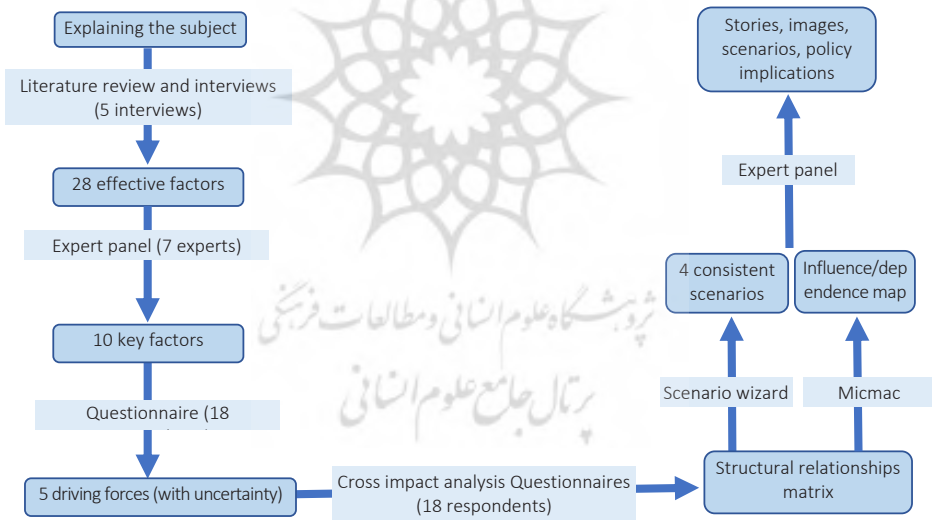 Explaining the subject
Literature review and interviews
(5 interviews)
28 effective factors
Expert panel (7 experts)
10 key factors
Questionnaire (18
5 driving forces (with uncertainty)
Cross impact analysis Questionnaires
(18 respondents)
Structural relationships
matrix
Scenario wizard
Micmac
4 consistent
scenarios
Influence/dep
endence map
Expert panel
Stories, images,
scenarios, policy
implications
پژوهشگاه علوم انسانی و مطالعات فرهنگی
پرتال جامع علوم انسانی